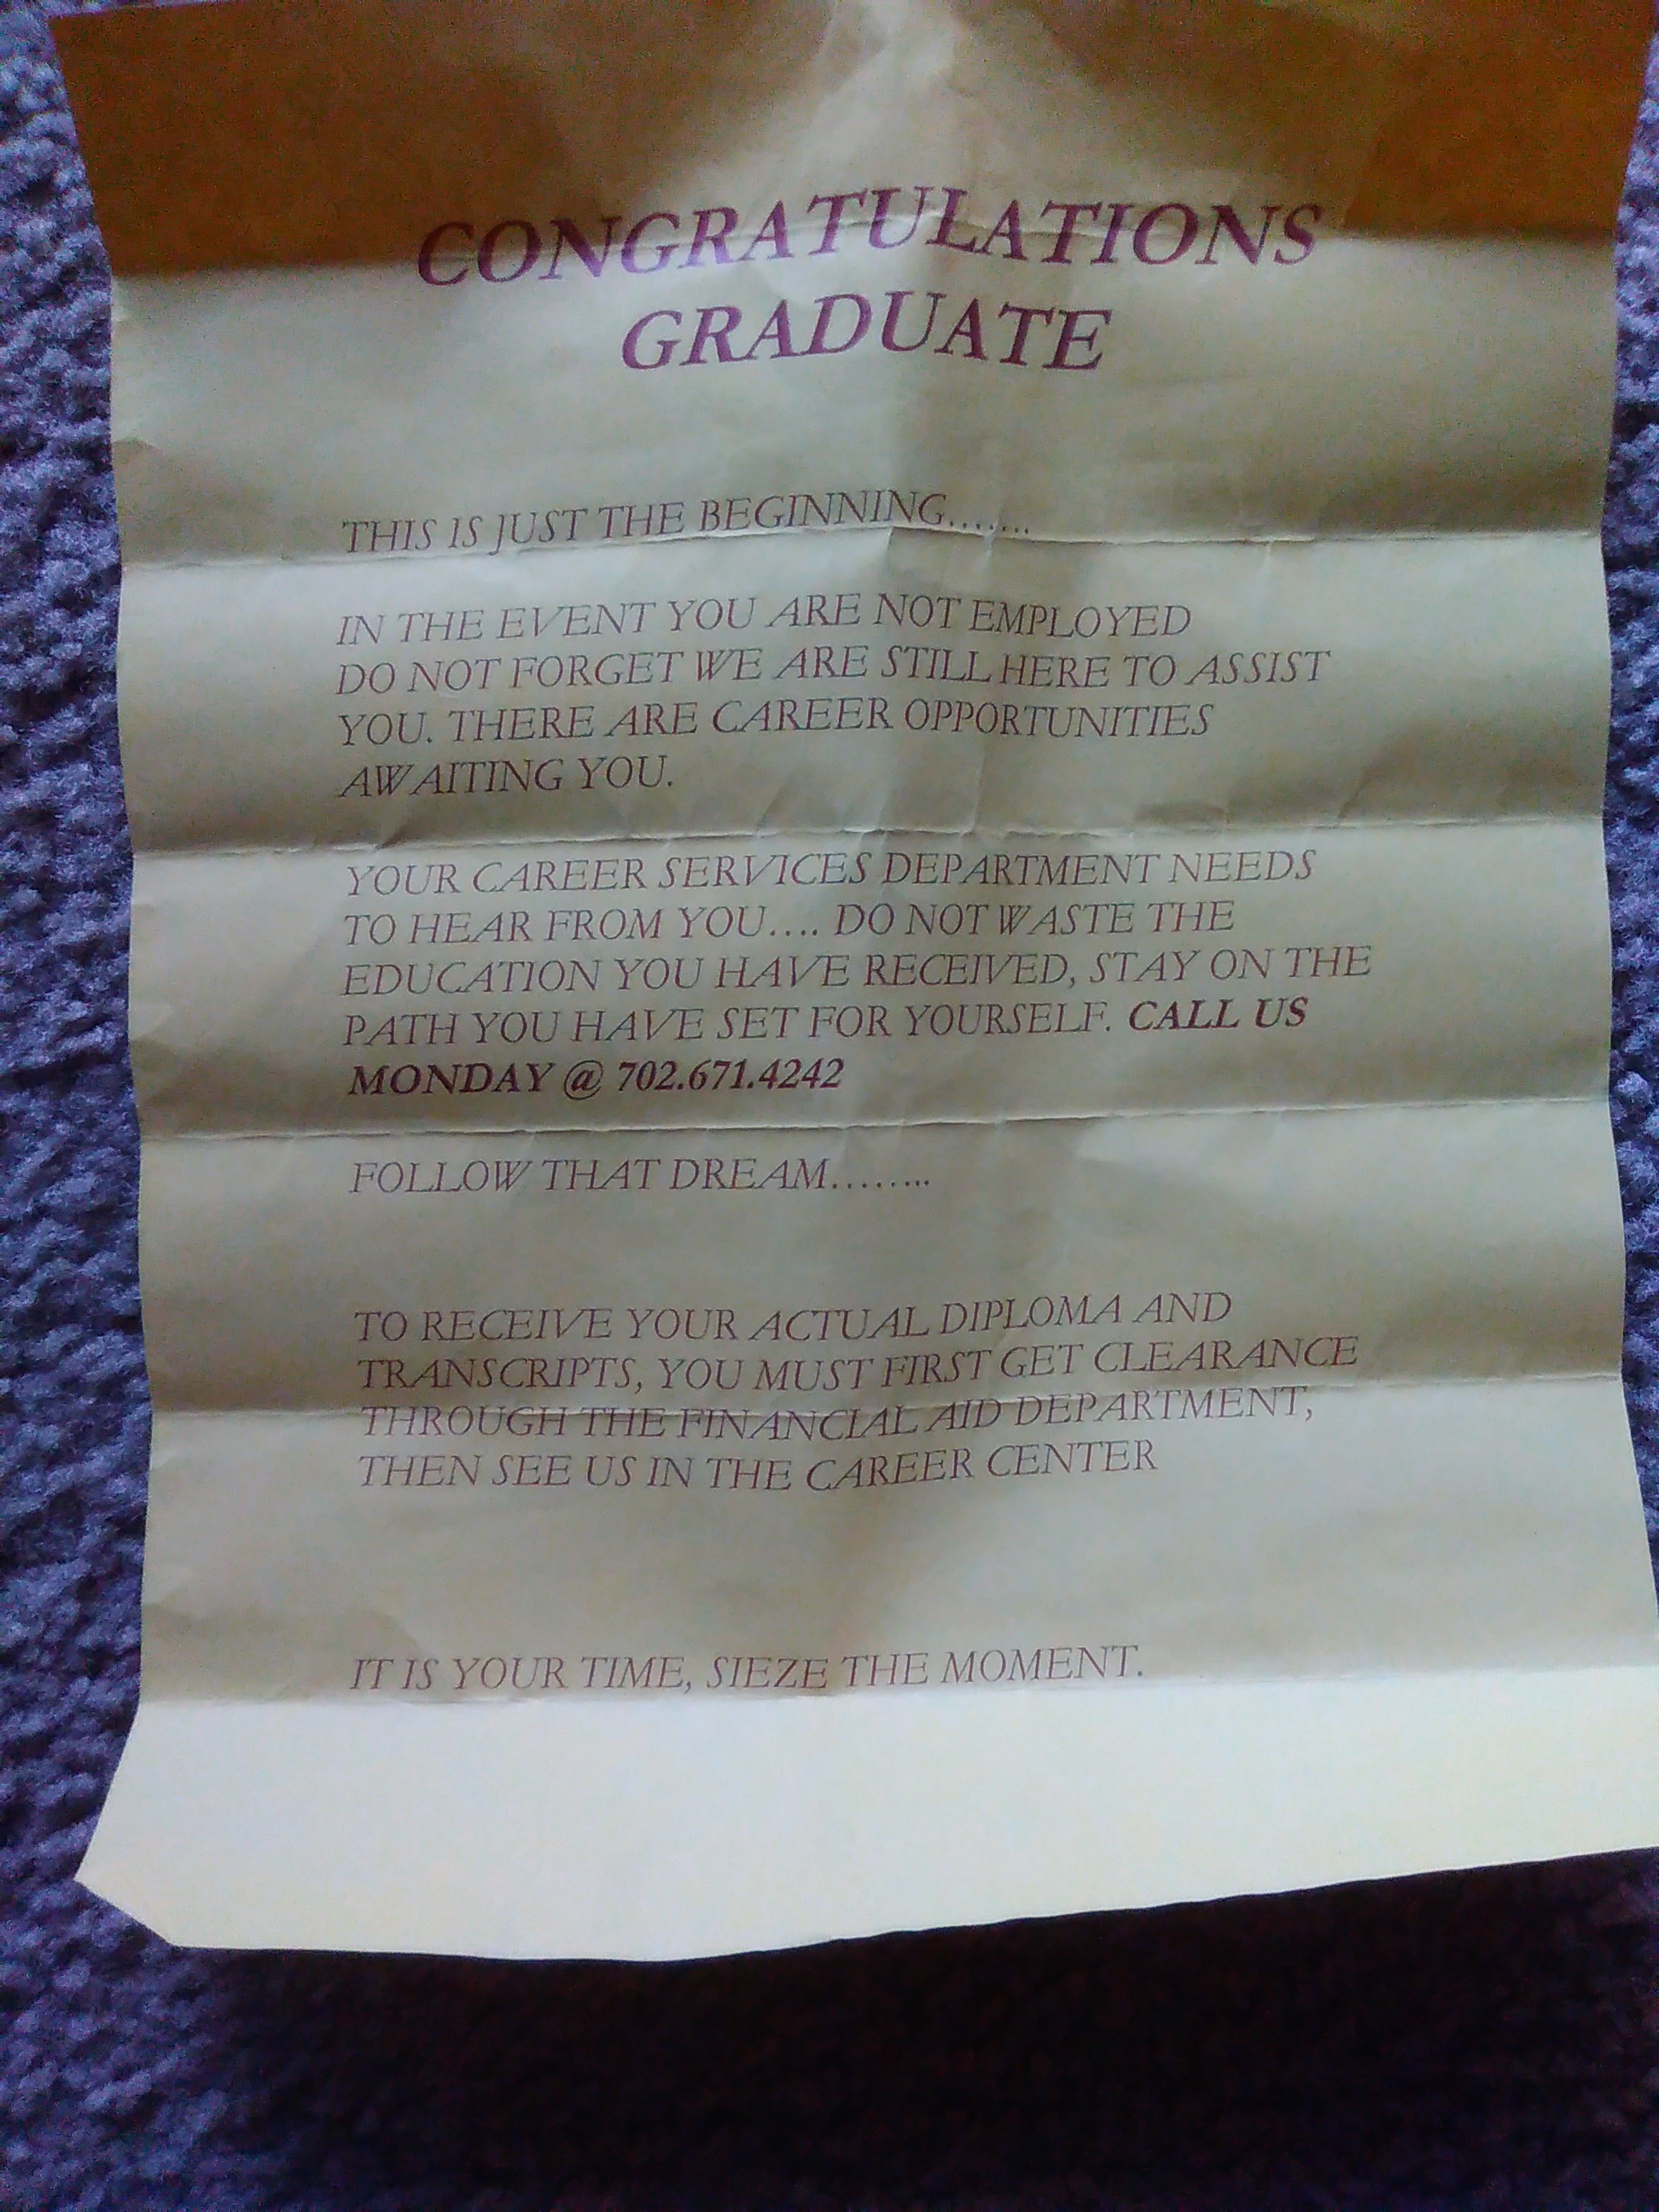 CONGRATULATIONS
GRADUATE
THIS IS JUST THE BEGINNING.......
IN THE EVENT YOU ARE NOT EMPLOYED
DO NOT FORGET WE ARE STILL HERE TO ASSIST
YOU. THERE ARE CAREER OPPORTUNITIES
AWAITING YOU.
YOUR CAREER SERVICES DEPARTMENT NEEDS
TO HEAR FROM YOU.... DO NOT WASTE THE
EDUCATION YOU HAVE RECEIVED, STAY ON THE
PATH YOU HAVE SET FOR YOURSELF. CALL US
MONDAY @ 702.671.4242
FOLLOW THAT DREAM........
TO RECEIVE YOUR ACTUAL DIPLOMA AND
TRANSCRIPTS, YOU MUST FIRST GET CLEARANCE
THROUGH THE FINANCIAL AID DEPARTMENT,
THEN SEE US IN THE CAREER CENTER
IT IS YOUR TIME, SIEZE THE MOMENT.